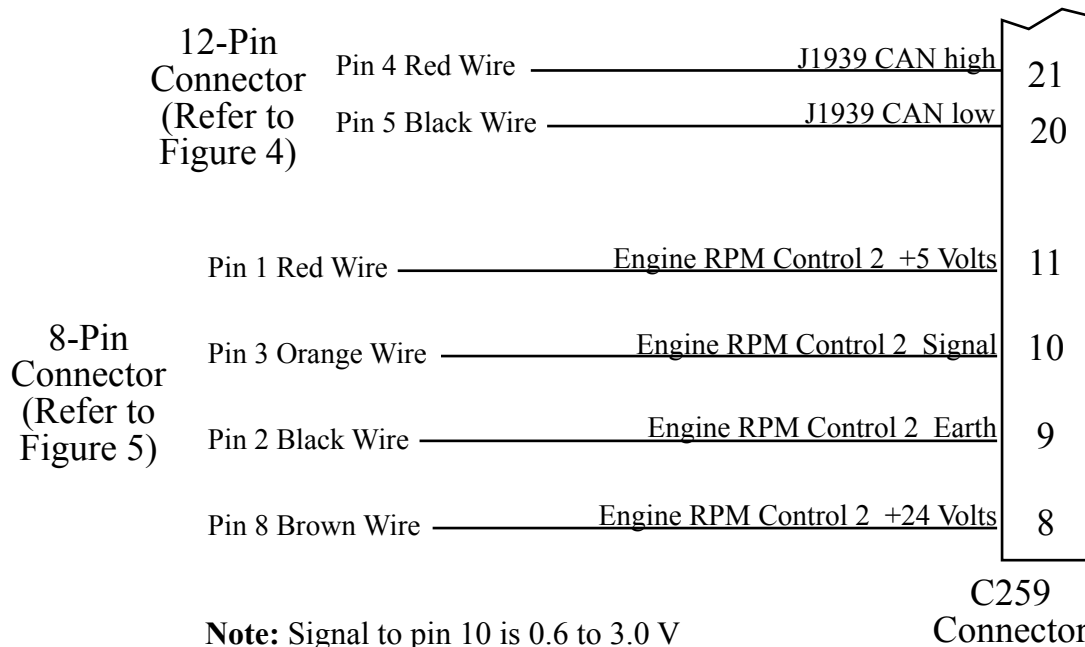 12-Pin
Connector
(Refer to
Figure 4)
Pin 4 Red Wire J1939 CAN high 21
Pin 5 Black Wire J1939 CAN low 20
8-Pin
Connector
(Refer to
Figure 5)
Pin 1 Red Wire Engine RPM Control 2 +5 Volts 11
Pin 3 Orange Wire Engine RPM Control 2 Signal 10
Pin 2 Black Wire Engine RPM Control 2 Earth 9
Pin 8 Brown Wire Engine RPM Control 2 +24 Volts 8
C259
Connector
Note: Signal to pin 10 is 0.6 to 3.0 V